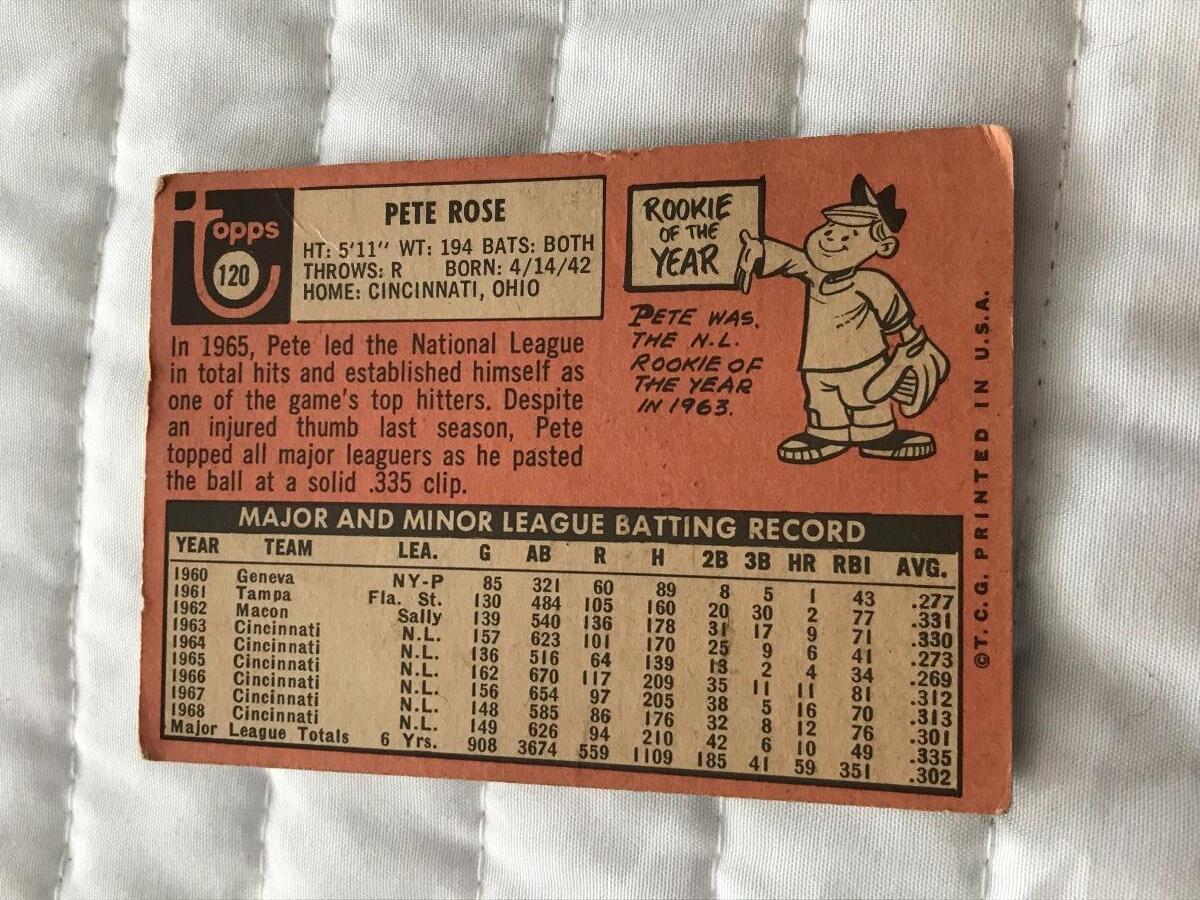 topps
120
PETE ROSE
HT: 5'11" WT: 194 BATS: BOTH
THROWS: R BORN: 4/14/42
HOME: CINCINNATI, OHIO
In 1965, Pete led the National League
in total hits and established himself as
one of the game's top hitters. Despite
an injured thumb last season, Pete
topped all major leaguers as he pasted
the ball at a solid .335 clip.
ROOKIE
OF THE
YEAR
PETE WAS
THE N.L.
ROOKIE OF
THE YEAR
IN 1963.
©T.C.G. PRINTED IN U.S.A.
MAJOR AND MINOR LEAGUE BATTING RECORD
YEAR TEAM LEA. G AB R H 2B 3B HR RBI AVG.
1960 Geneva NY-P 85 321 60 89 8 5 1 43 .277
1961 Tampa Fla. St. 130 484 105 160 20 30 2 77 .331
1962 Macon Sally 139 540 136 178 31 17 9 71 .330
1963 Cincinnati N.L. 157 623 101 170 25 9 6 41 .273
1964 Cincinnati N.L. 136 516 64 139 13 2 4 34 .269
1965 Cincinnati N.L. 162 670 117 209 35 11 11 81 .312
1966 Cincinnati N.L. 156 654 97 205 38 5 16 70 .313
1967 Cincinnati N.L. 148 585 86 176 32 8 12 76 .301
1968 Cincinnati N.L. 149 626 94 210 42 6 10 49 .335
Major League Totals 6 Yrs. 908 3674 559 1109 185 41 59 351 .302